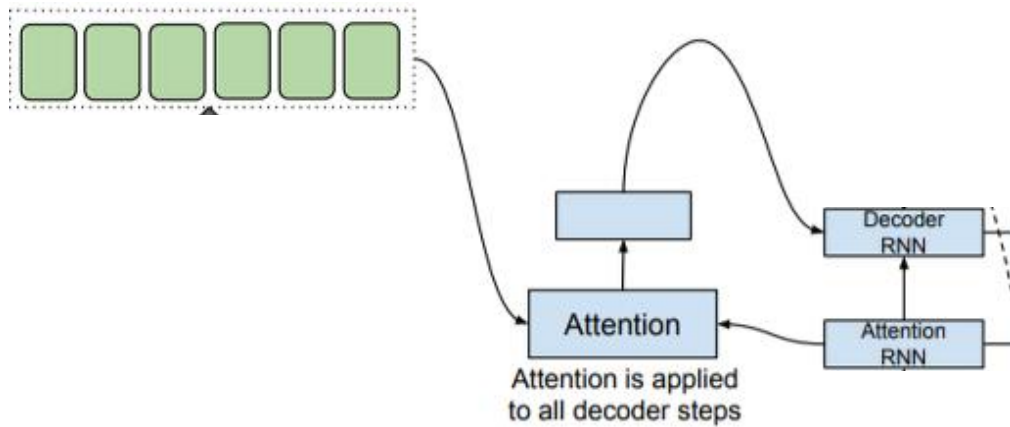 Decoder
RNN
Attention
Attention
RNN
Attention is applied
to all decoder steps